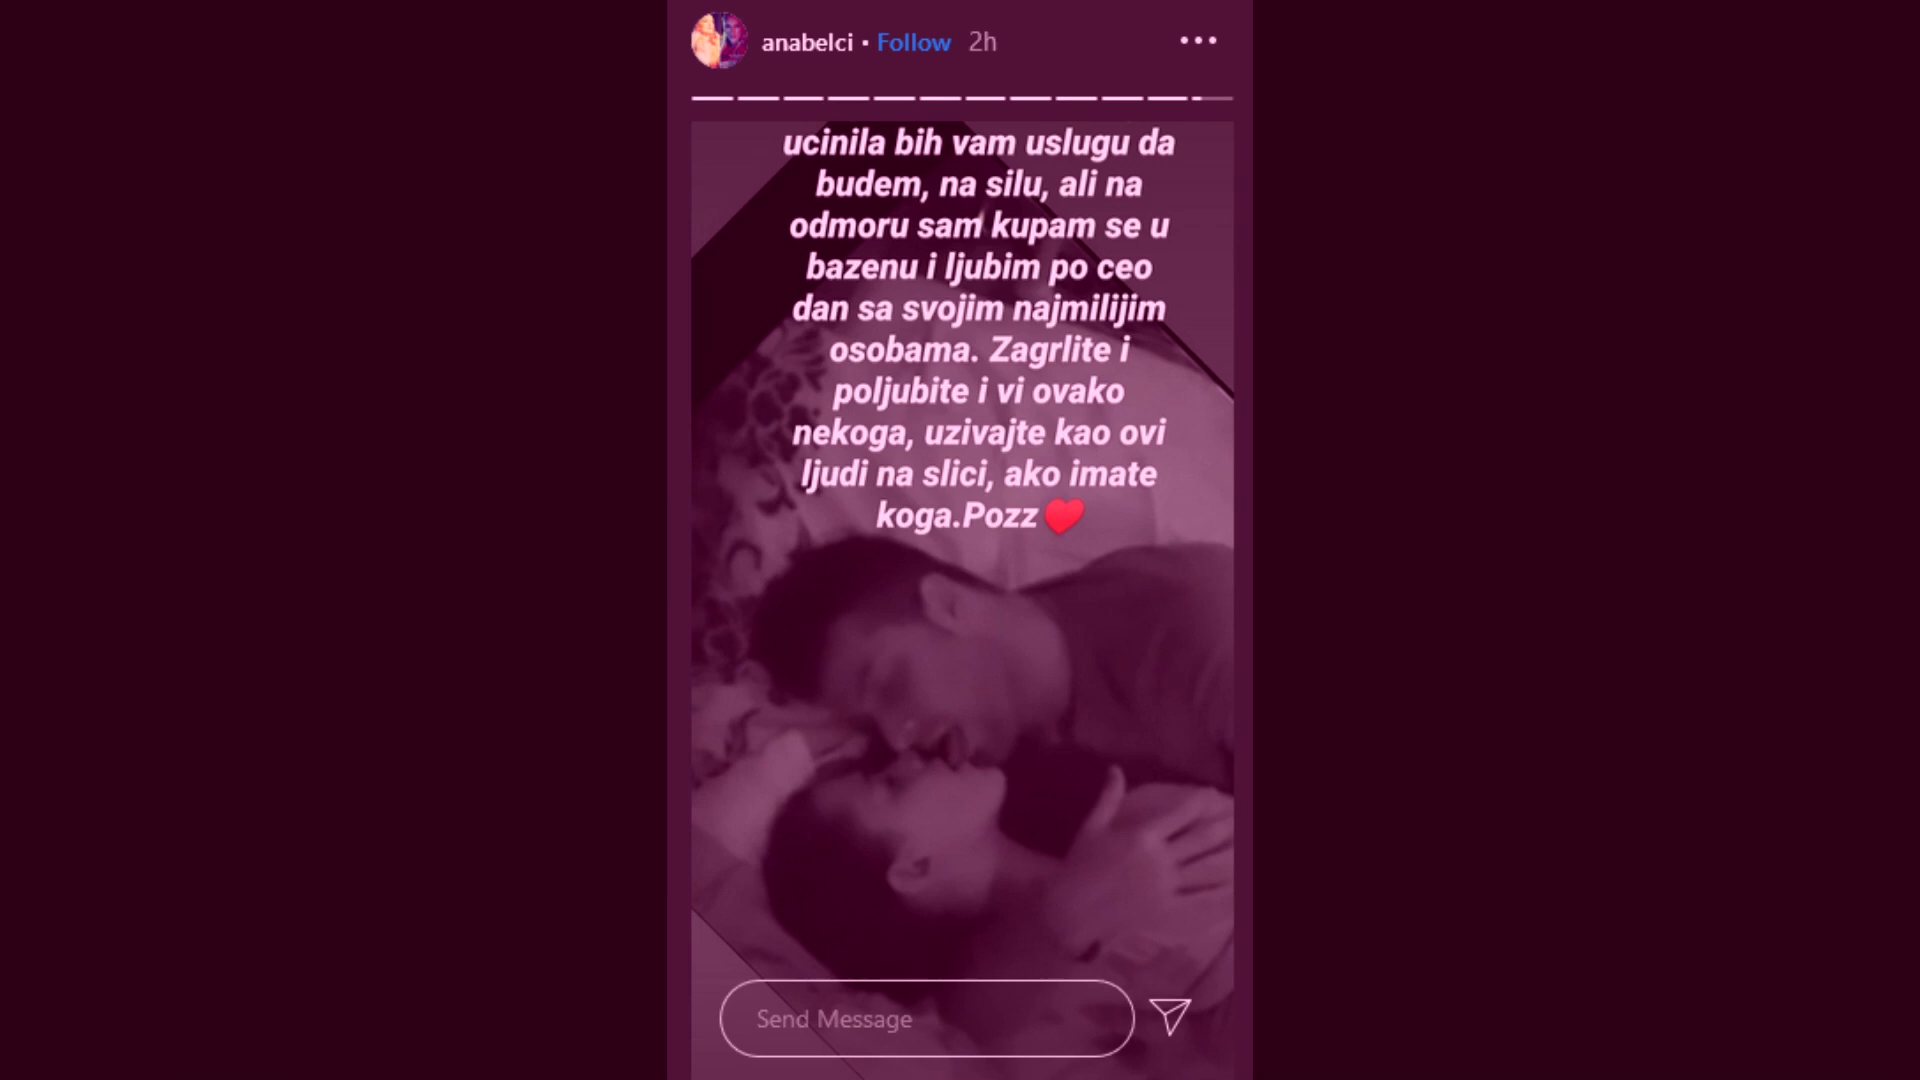 anabelci • Follow 2h
ucinila bih vam uslugu da
budem, na silu, ali na
odmoru sam kupam se u
bazenu i ljubim po ceo
dan sa svojim najmilijim
osobama. Zagrlite i
poljubite i vi ovako
nekoga, uzivajte kao ovi
ljudi na slici, ako imate
koga.Pozz❤️
Send Message